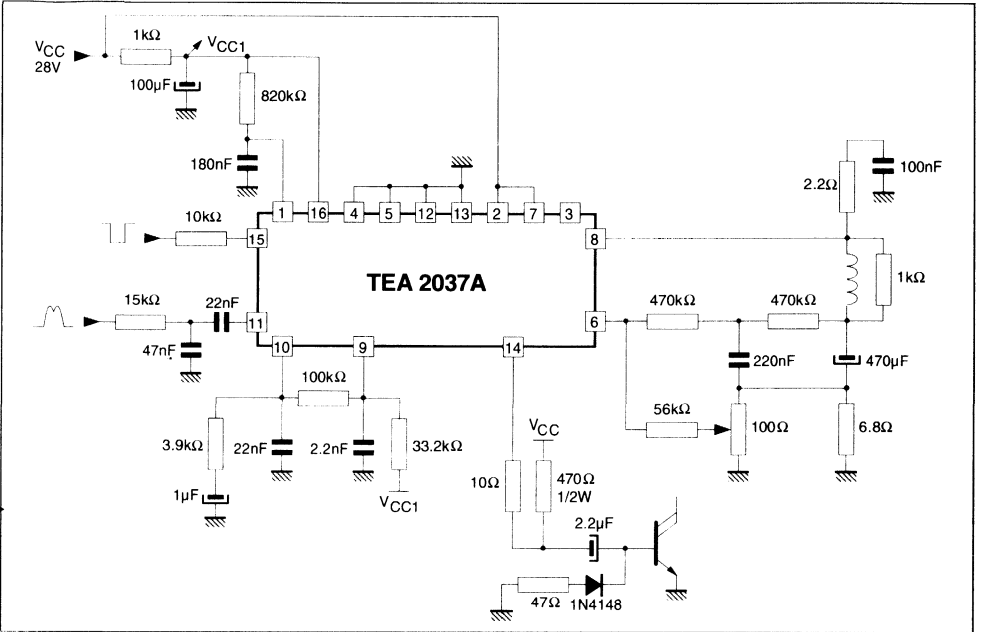 1kΩ
VCC
28V
VCC1
100µF
820kΩ
180nF
100nF
2.2Ω
1 16 4 5 12 13 2 7 3
10kΩ
15
8
TEA 2037A
1kΩ
15kΩ
22nF
11
6
470kΩ
470kΩ
47nF
10
9
14
220nF
470µF
100kΩ
56kΩ
100Ω
6.8Ω
3.9kΩ
22nF
2.2nF
33.2kΩ
VCC
10Ω
470Ω
1/2W
1µF
VCC1
2.2µF
47Ω
1N4148